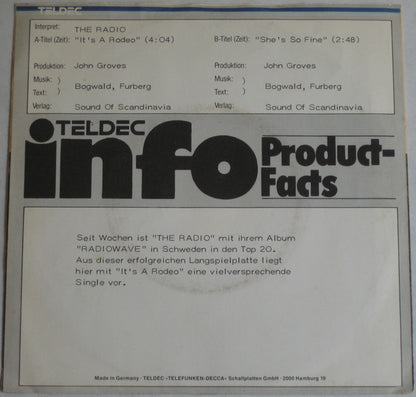 TELDEC
Interpret: THE RADIO
A-Titel (Zeit): "It's A Rodeo" (4:04) B-Titel (Zeit): "She's So Fine" (2:48)
Produktion: John Groves Produktion: John Groves
Musik: ) Musik: )
Text: ) Bogwald, Furberg Text: ) Bogwald, Furberg
Verlag: Sound Of Scandinavia Verlag: Sound Of Scandinavia
TELDEC
info Product-
Facts
Seit Wochen ist "THE RADIO" mit ihrem Album
"RADIOWAVE" in Schweden in den Top 20.
Aus dieser erfolgreichen Langspielplatte liegt
hier mit "It's A Rodeo" eine vielversprechende
Single vor.
Made in Germany · TELDEC »TELEFUNKEN-DECCA« Schallplatten GmbH · 2000 Hamburg 19